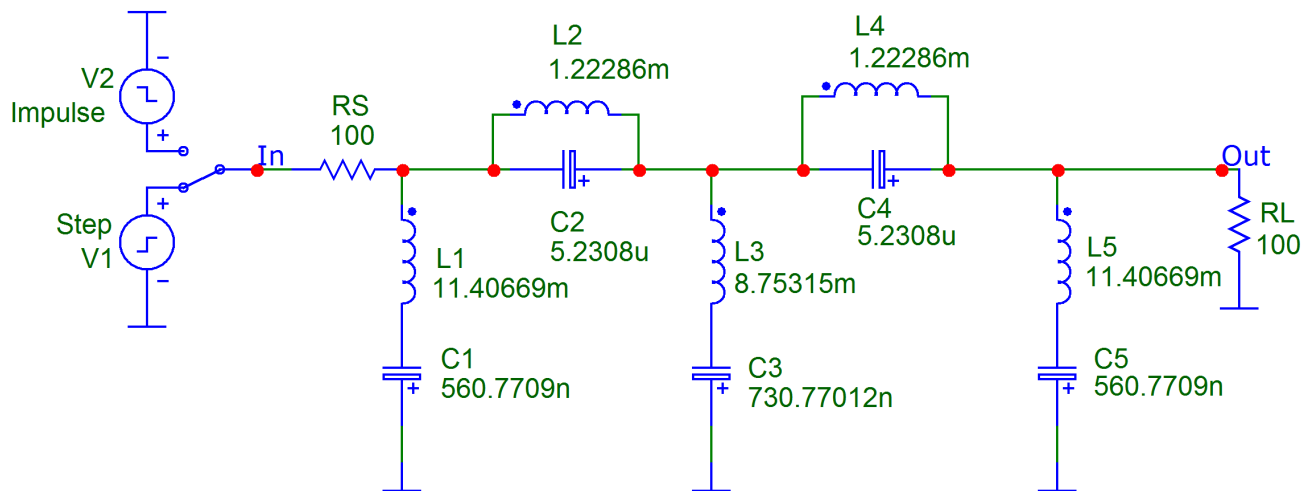 V2
Impulse
−
+
Step
V1
+
−
In
RS
100
L1
11.40669m
C1
560.7709n
+
L2
1.22286m
C2
5.2308u
+
L3
8.75315m
C3
730.77012n
+
L4
1.22286m
C4
5.2308u
+
L5
11.40669m
C5
560.7709n
+
Out
RL
100